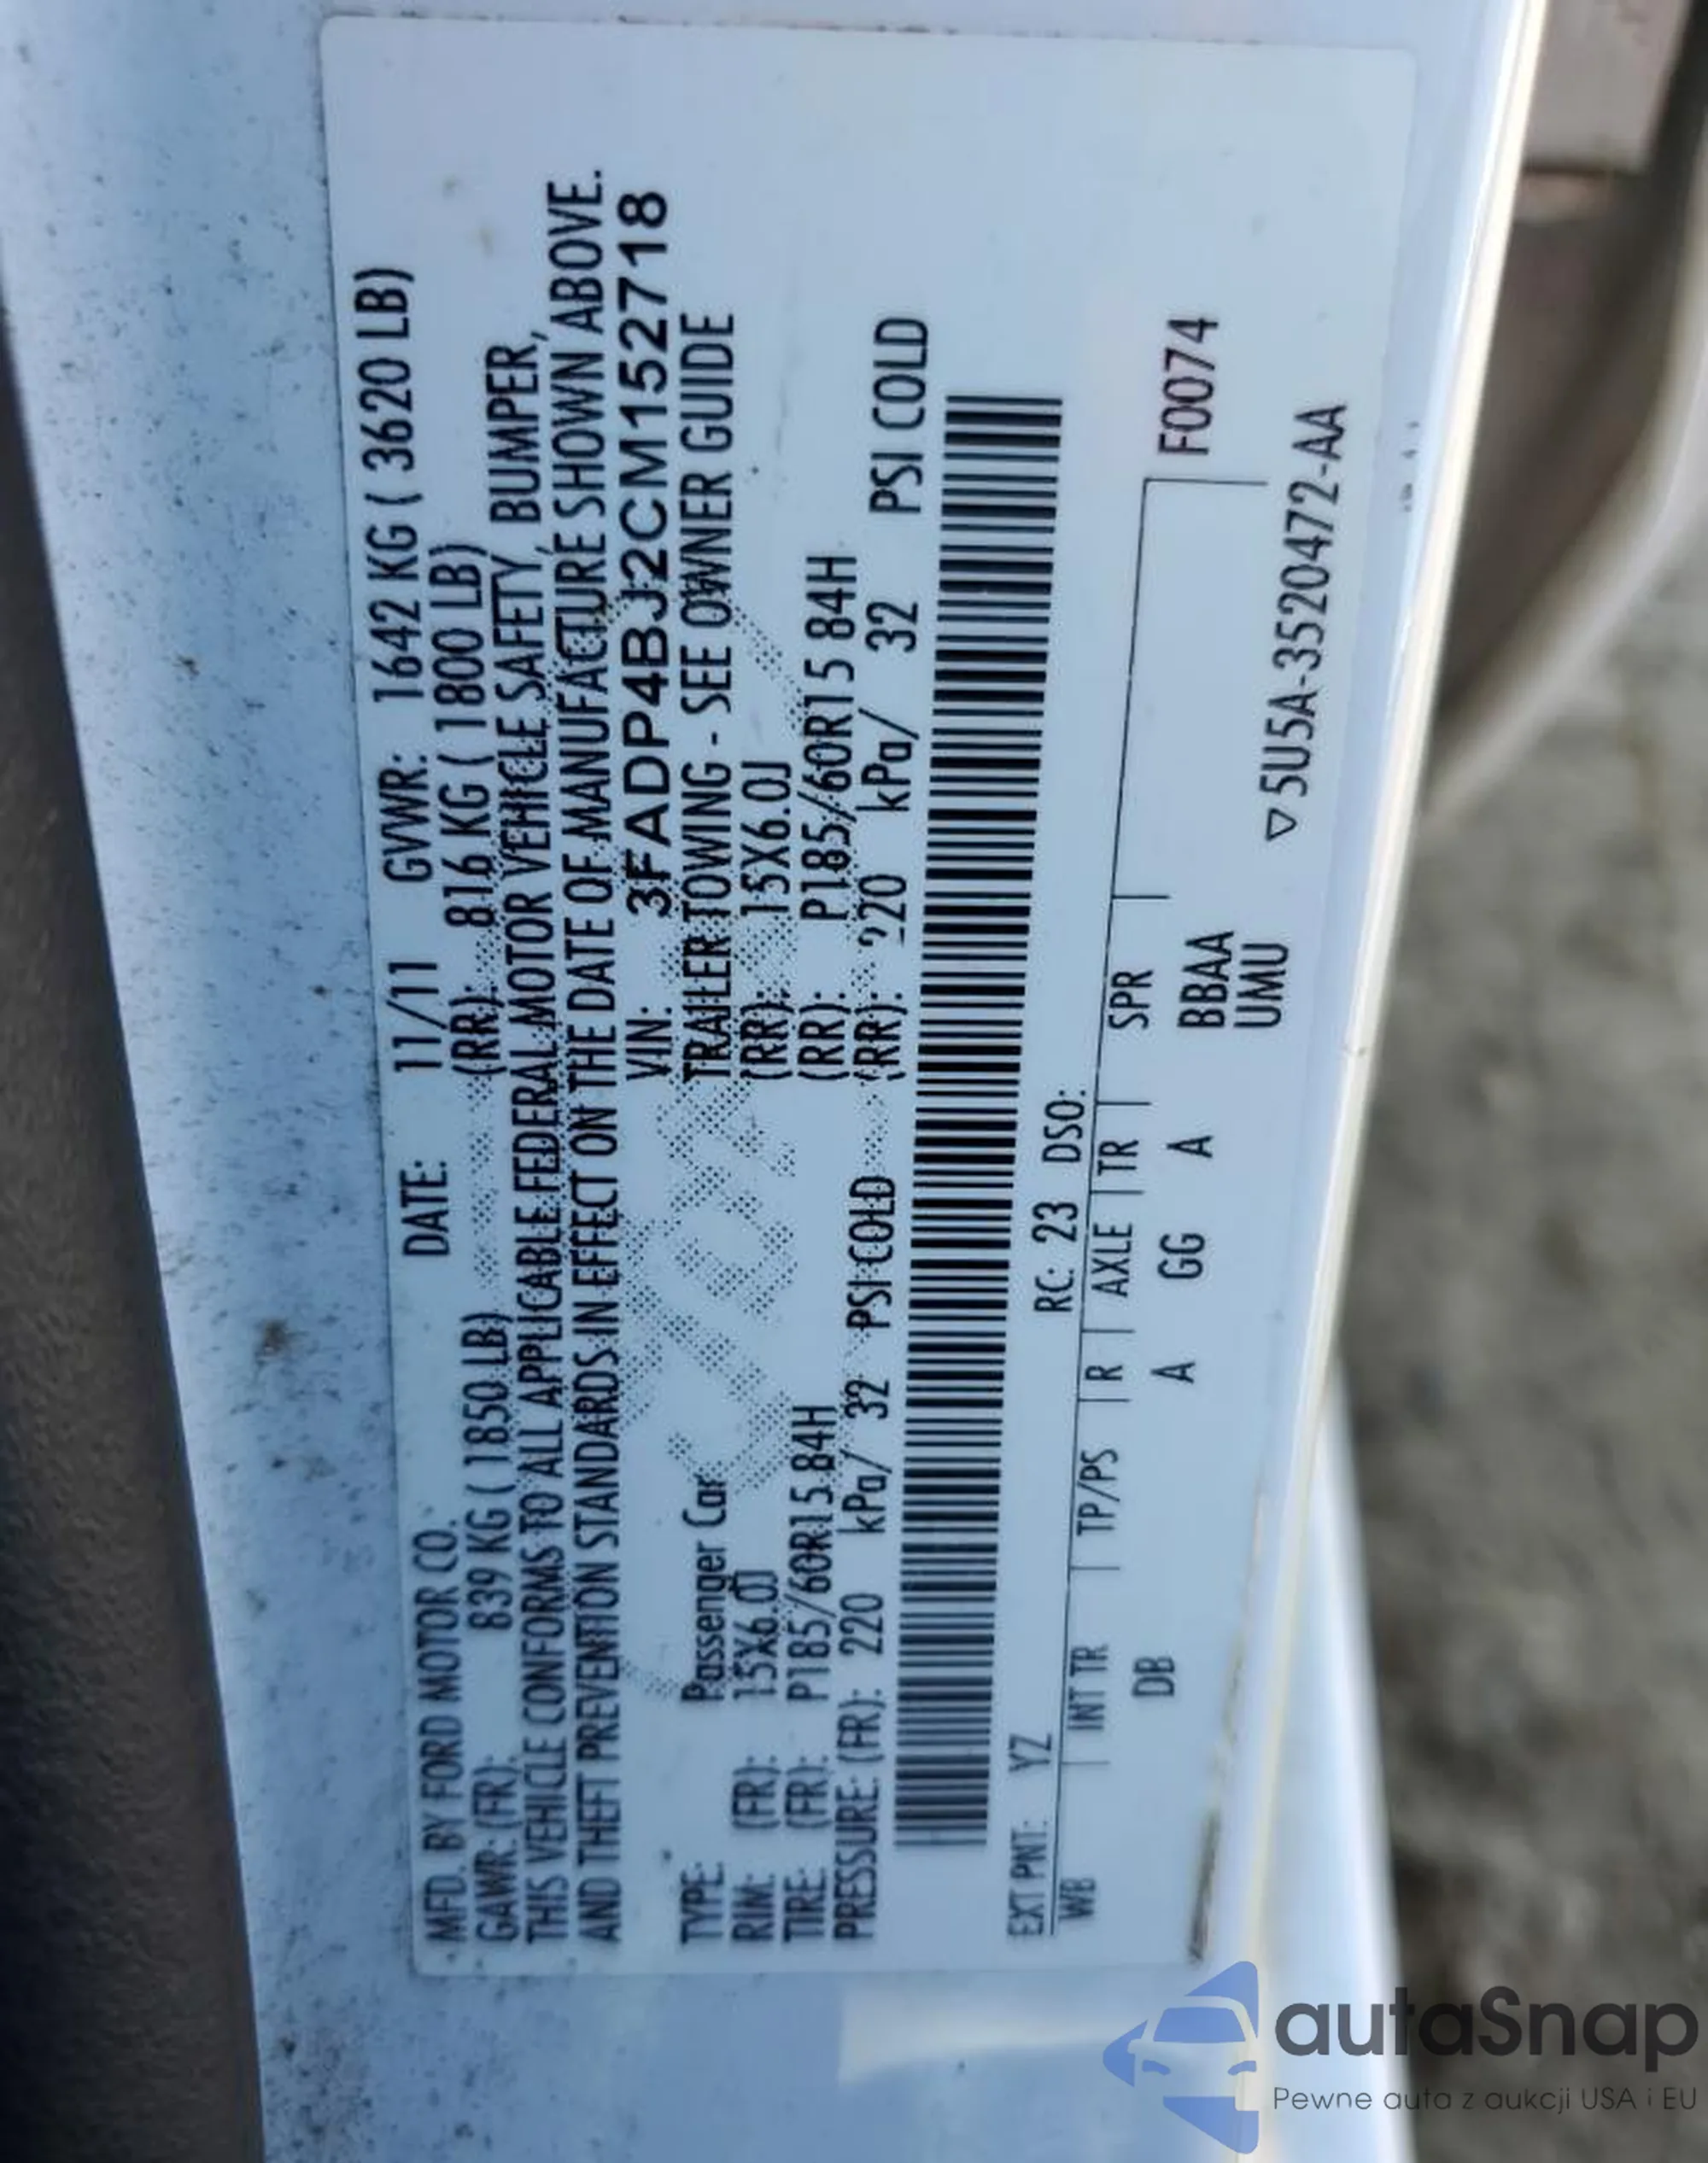 MFD. BY FORD MOTOR CO. DATE: 11/11 GVWR: 1642 KG ( 3620 LB)
GAWR: (FR): 839 KG ( 1850 LB) (RR): 816 KG ( 1800 LB)
THIS VEHICLE CONFORMS TO ALL APPLICABLE FEDERAL MOTOR VEHICLE SAFETY, BUMPER,
AND THEFT PREVENTION STANDARDS IN EFFECT ON THE DATE OF MANUFACTURE SHOWN ABOVE.
VIN: 3FADP4BJ2CM152718
TYPE: Passenger Car TRAILER TOWING - SEE OWNER GUIDE
RIM: (FR): 15X6.0J (RR): 15X6.0J
TIRE: (FR): P185/60R15 84H (RR): P185/60R15 84H
PRESSURE: (FR): 220 kPa/ 32 PSI COLD (RR): 220 kPa/ 32 PSI COLD
EXT PNT: YZ RC: 23 DSO:
WB INT TR TP/PS R AXLE TR SPR F0074
DB A GG A BBAA
UMU
▽5U5A-3520472-AA
autaSnap
Pewne auta z aukcji USA i EU